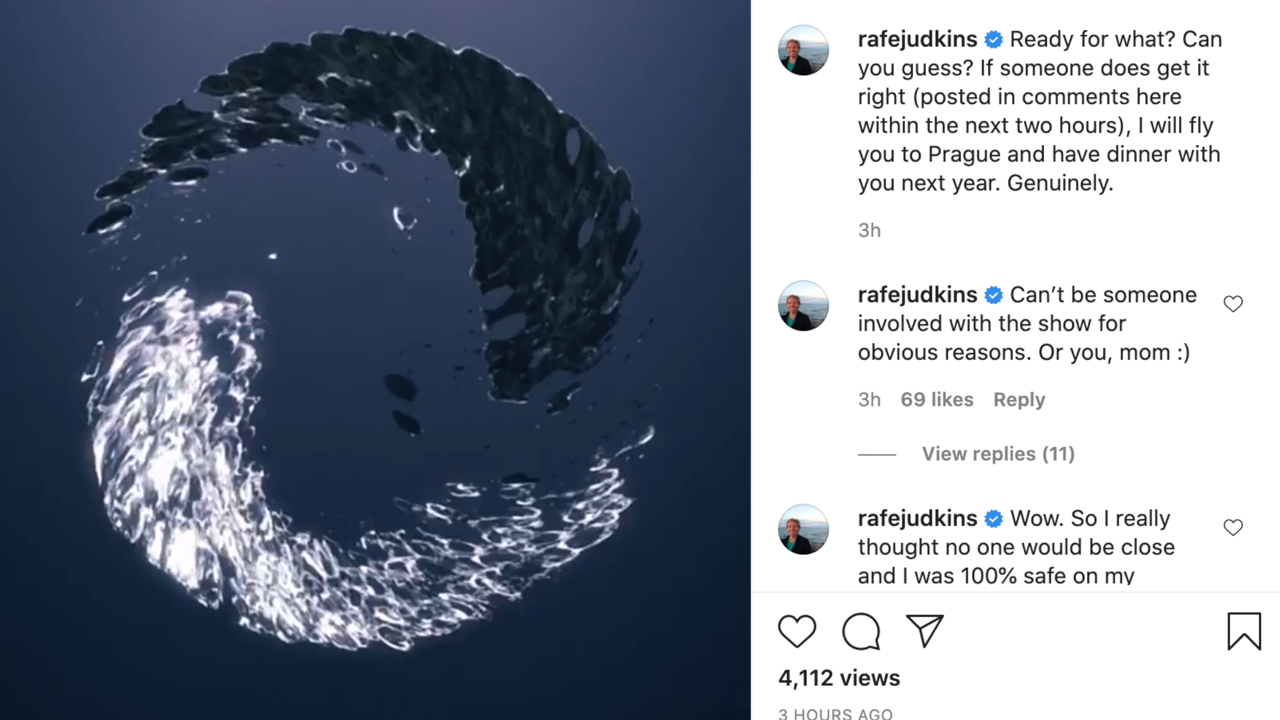 rafejudkins Ready for what? Can
you guess? If someone does get it
right (posted in comments here
within the next two hours), I will fly
you to Prague and have dinner with
you next year. Genuinely.
3h
rafejudkins Can’t be someone
involved with the show for
obvious reasons. Or you, mom :)
3h 69 likes Reply
View replies (11)
rafejudkins Wow. So I really
thought no one would be close
and I was 100% safe on my
4,112 views
3 HOURS AGO